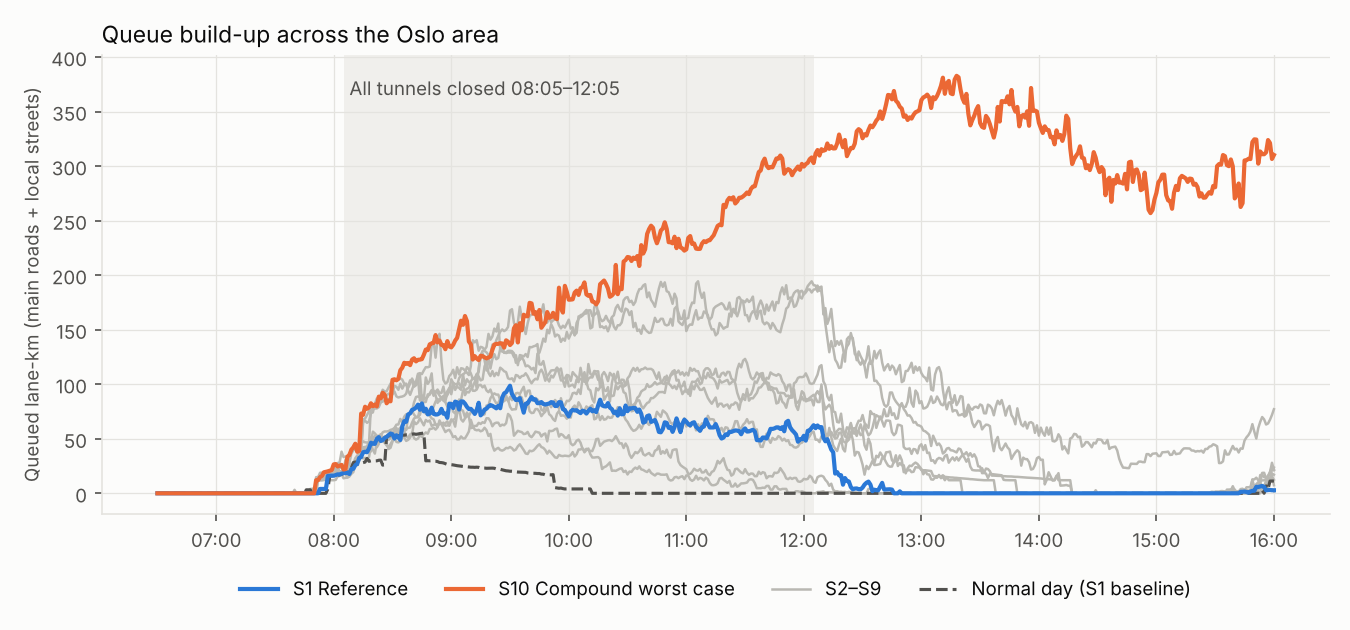 Queue build-up across the Oslo area
Queued lane-km (main roads + local streets)
400
350
300
250
200
150
100
50
0
All tunnels closed 08:05–12:05
07:00 08:00 09:00 10:00 11:00 12:00 13:00 14:00 15:00 16:00
S1 Reference S10 Compound worst case S2–S9 Normal day (S1 baseline)